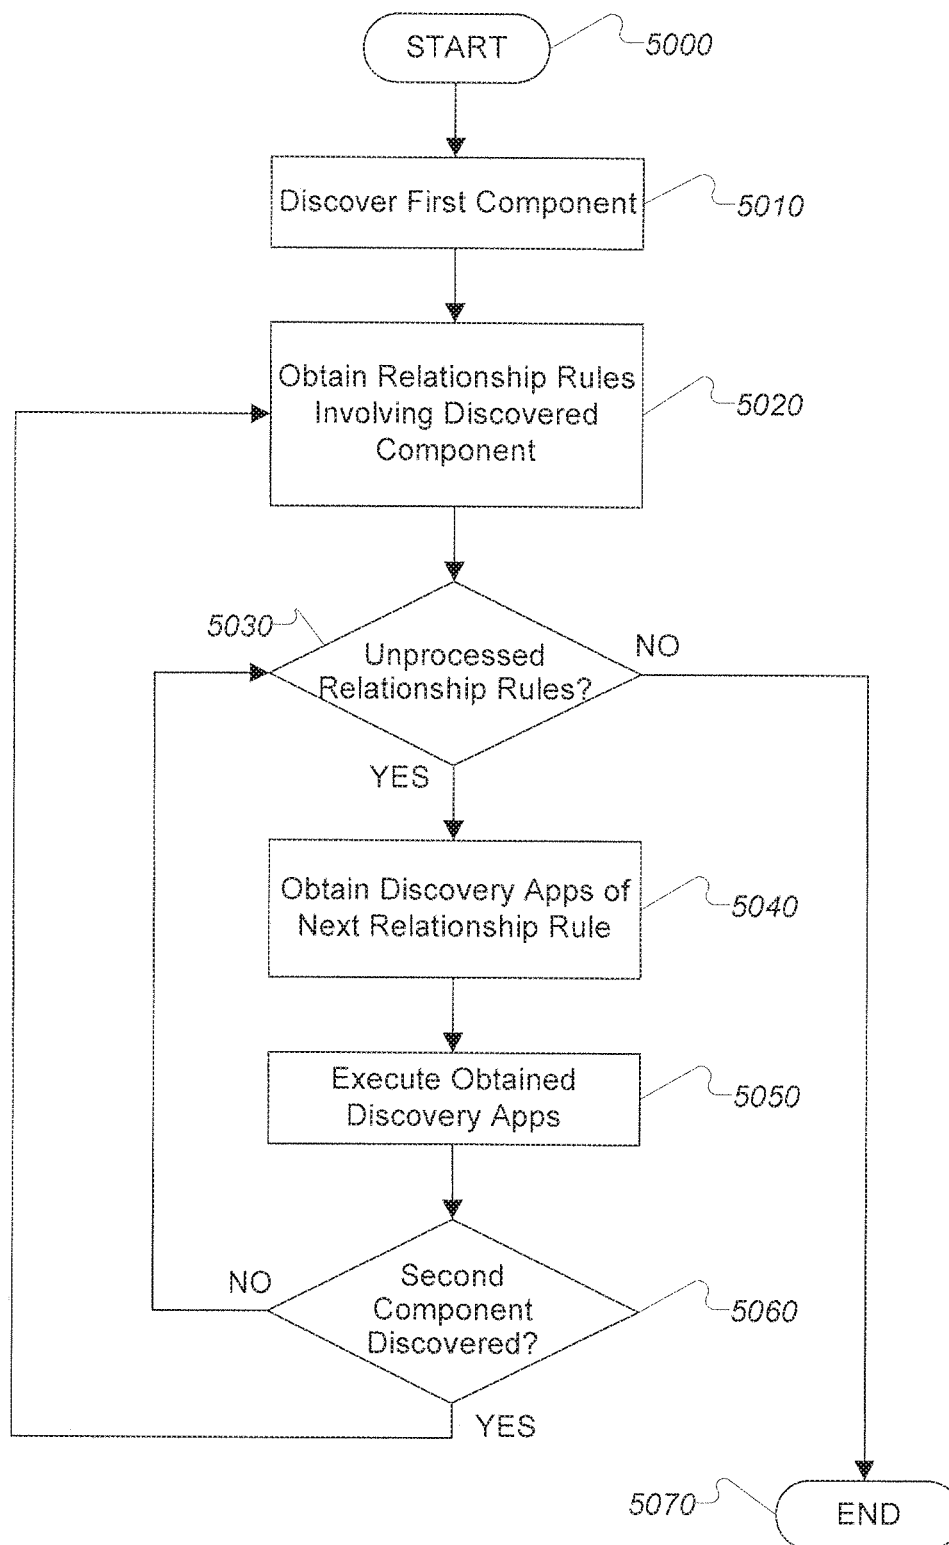 START
5000
Discover First Component
5010
Obtain Relationship Rules
Involving Discovered
Component
5020
5030
Unprocessed
Relationship Rules?
NO
YES
Obtain Discovery Apps of
Next Relationship Rule
5040
Execute Obtained
Discovery Apps
5050
NO
Second
Component
Discovered?
5060
YES
5070
END